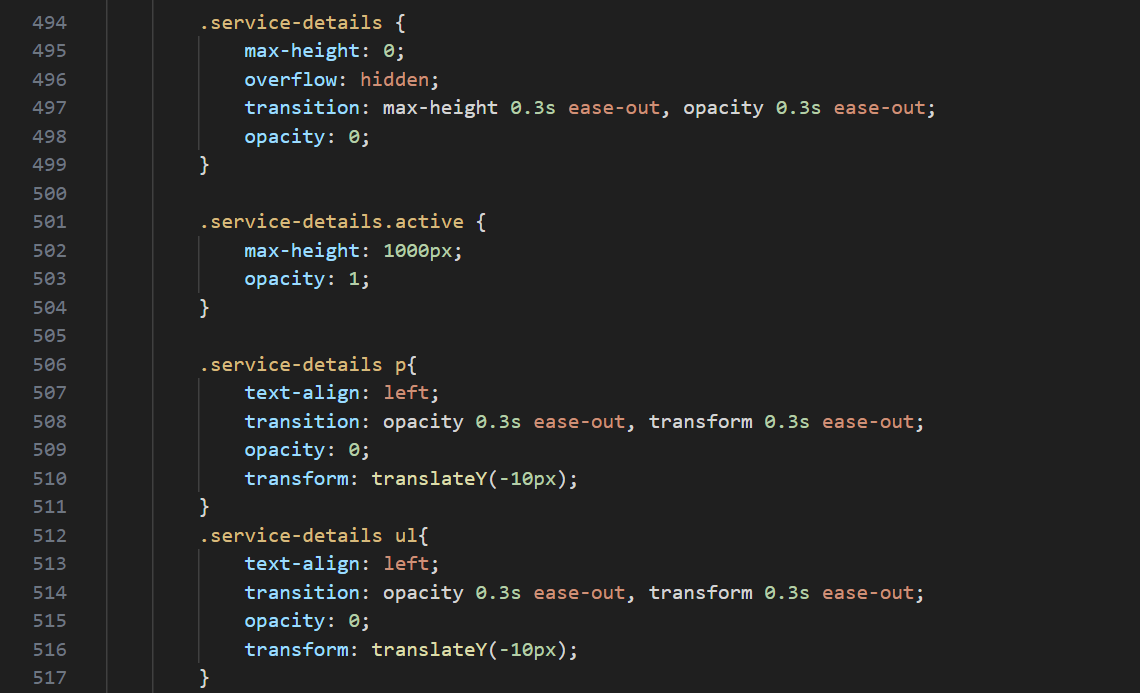 494 .service-details {
495 max-height: 0;
496 overflow: hidden;
497 transition: max-height 0.3s ease-out, opacity 0.3s ease-out;
498 opacity: 0;
499 }
500
501 .service-details.active {
502 max-height: 1000px;
503 opacity: 1;
504 }
505
506 .service-details p{
507 text-align: left;
508 transition: opacity 0.3s ease-out, transform 0.3s ease-out;
509 opacity: 0;
510 transform: translateY(-10px);
511 }
512 .service-details ul{
513 text-align: left;
514 transition: opacity 0.3s ease-out, transform 0.3s ease-out;
515 opacity: 0;
516 transform: translateY(-10px);
517 }